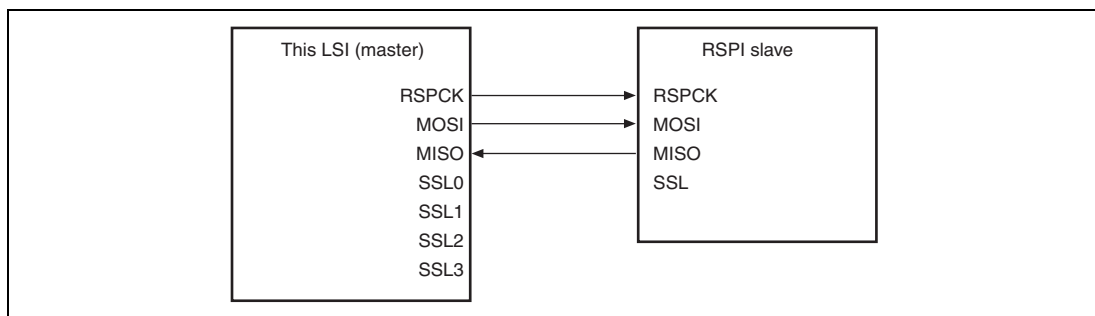 This LSI (master)
RSPCK
MOSI
MISO
SSL0
SSL1
SSL2
SSL3
RSPI slave
RSPCK
MOSI
MISO
SSL